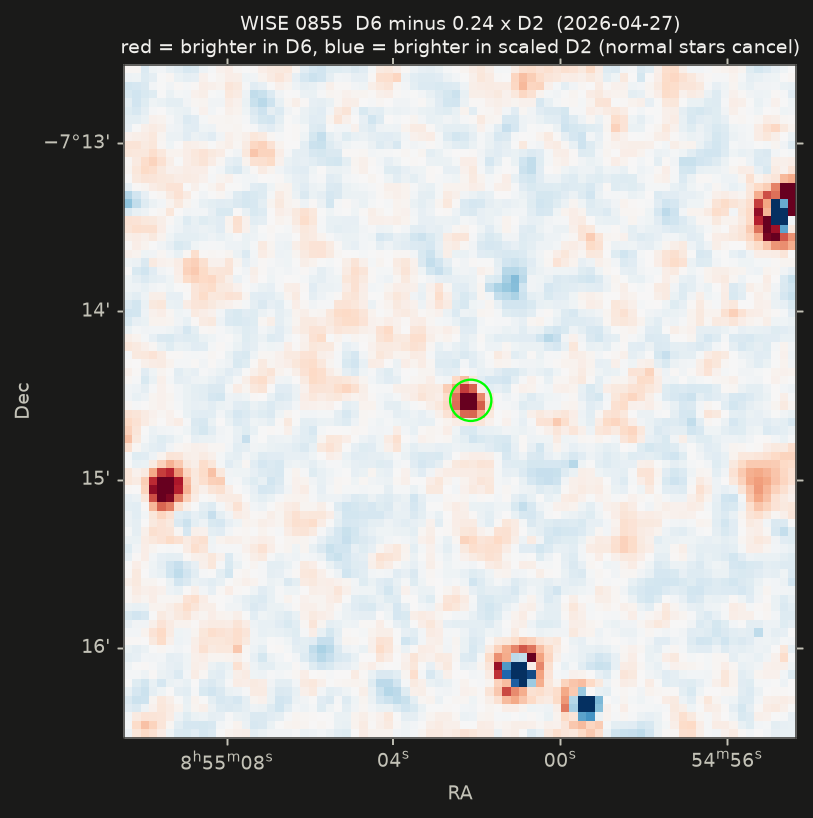 WISE 0855  D6 minus 0.24 x D2  (2026-04-27)
red = brighter in D6, blue = brighter in scaled D2 (normal stars cancel)
−7°13'
14'
15'
16'
Dec
8ʰ55ᵐ08ˢ
04ˢ
00ˢ
54ᵐ56ˢ
RA